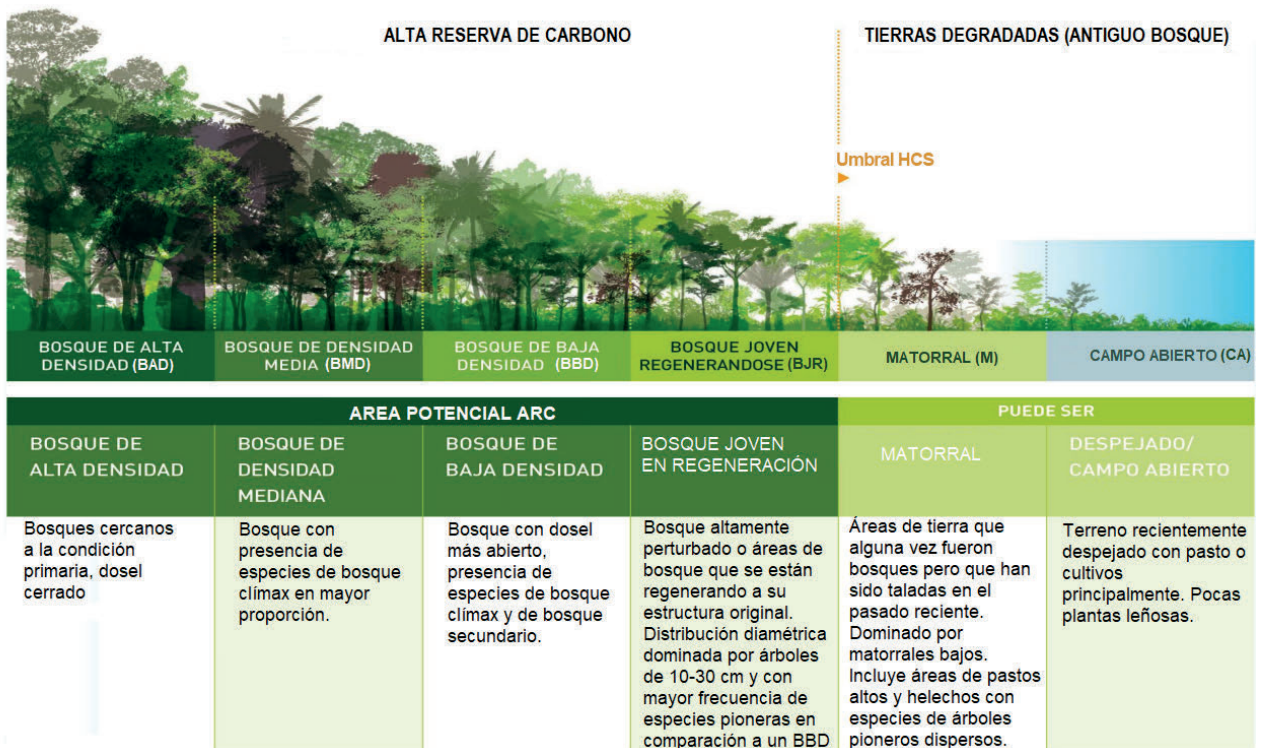 ALTA RESERVA DE CARBONO
TIERRAS DEGRADADAS (ANTIGUO BOSQUE)
Umbral HCS
BOSQUE DE ALTA
DENSIDAD (BAD)
BOSQUE DE DENSIDAD
MEDIA (BMD)
BOSQUE DE BAJA
DENSIDAD (BBD)
BOSQUE JOVEN
REGENERANDOSE (BJR)
MATORRAL (M)
CAMPO ABIERTO (CA)
AREA POTENCIAL ARC
PUEDE SER
BOSQUE DE
ALTA DENSIDAD
BOSQUE DE
DENSIDAD
MEDIANA
BOSQUE DE
BAJA DENSIDAD
BOSQUE JOVEN
EN REGENERACIÓN
MATORRAL
DESPEJADO/
CAMPO ABIERTO
Bosques cercanos
a la condición
primaria, dosel
cerrado
Bosque con
presencia de
especies de bosque
clímax en mayor
proporción.
Bosque con dosel
más abierto,
presencia de
especies de bosque
clímax y de bosque
secundario.
Bosque altamente
perturbado o áreas de
bosque que se están
regenerando a su
estructura original.
Distribución diamétrica
dominada por árboles
de 10-30 cm y con
mayor frecuencia de
especies pioneras en
comparación a un BBD
Áreas de tierra que
alguna vez fueron
bosques pero que han
sido taladas en el
pasado reciente.
Dominado por
matorrales bajos.
Incluye áreas de pastos
altos y helechos con
especies de árboles
pioneros dispersos.
Terreno recientemente
despejado con pasto o
cultivos
principalmente. Pocas
plantas leñosas.